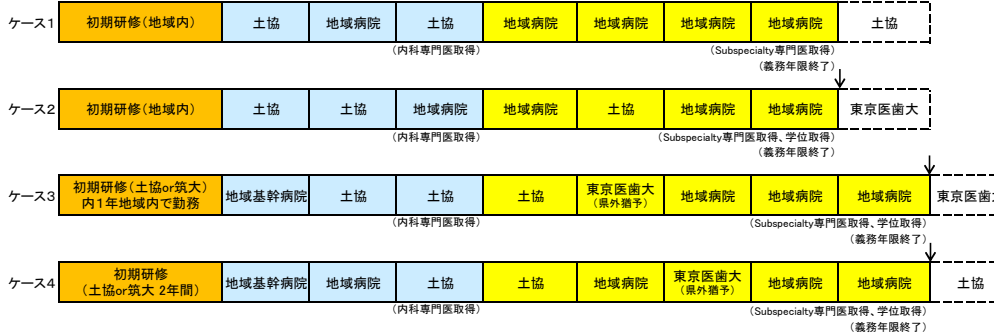 ケース1 初期研修(地域内) 土協 地域病院 土協 地域病院 地域病院 地域病院 地域病院 土協
(内科専門医取得) (Subspecialty専門医取得)
(義務年限終了)
↓
ケース2 初期研修(地域内) 土協 土協 地域病院 地域病院 土協 地域病院 地域病院 東京医歯大
(内科専門医取得) (Subspecialty専門医取得、学位取得)
(義務年限終了)
↓
ケース3 初期研修(土協or筑大) 地域基幹病院 土協 土協 土協 東京医歯大 地域病院 地域病院 地域病院 東京医歯
内1年地域内で勤務 (県外猶予)
(内科専門医取得) (Subspecialty専門医取得、学位取得)
(義務年限終了)
↓
ケース4 初期研修 地域基幹病院 地域病院 土協 土協 地域病院 東京医歯大 地域病院 地域病院 土協
(土協or筑大 2年間) (県外猶予)
(内科専門医取得) (Subspecialty専門医取得、学位取得)
(義務年限終了)